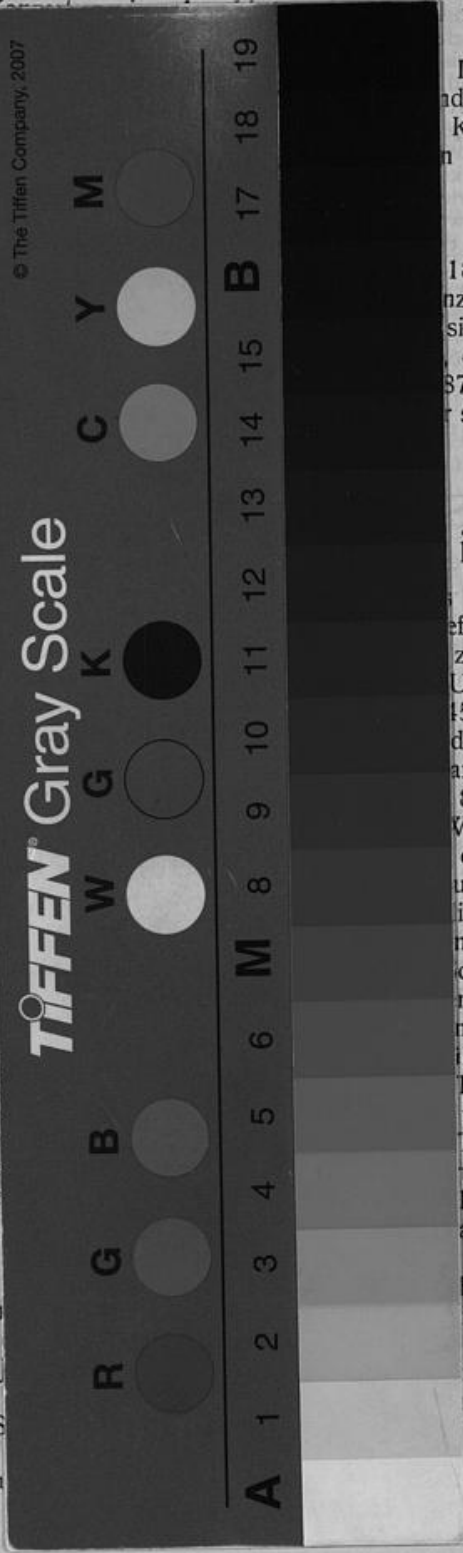 © The Tiffen Company, 2007
TIFFEN® Gray Scale
R G B W G K C Y M
A 1 2 3 4 5 6 M 8 9 10 11 12 13 14 15 B 17 18 19